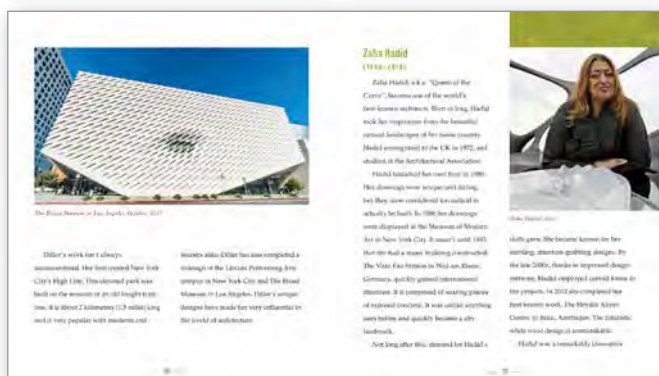 The Broad Museum in Los Angeles, October 2015
Diller's work isn't always
unconventional. Her firm created New York
City's High Line. This elevated park was
built on the remains of an old freight train
line. It is about 2 kilometres (1.5 miles) long
and is very popular with residents and
tourists alike. Diller has also completed a
redesign of the Lincoln Performing Arts
campus in New York City and The Broad
Museum in Los Angeles. Diller's unique
designs have made her very influential in
the world of architecture.
Zaha Hadid
(1950–2016)
Zaha Hadid, a.k.a. "Queen of the
Curve", became one of the world's
best-known architects. Born in Iraq, Hadid
took her inspiration from the beautiful
natural landscapes of her home country.
Hadid immigrated to the UK in 1972, and
studied at the Architectural Association.
Hadid launched her own firm in 1980.
Her drawings were unique and daring,
but they were considered too radical to
actually be built. In 1988 her drawings
were displayed at the Museum of Modern
Art in New York City. It wasn't until 1993
that she had a major building constructed.
The Vitra Fire Station in Weil am Rhein,
Germany, quickly gained international
attention. It is composed of soaring planes
of exposed concrete. It was unlike anything
seen before and quickly became a city
landmark.
Not long after this, demand for Hadid's
Zaha Hadid
skills grew. She became known for her
startling, attention-grabbing designs. By
the late 2000s, thanks to improved design
software, Hadid employed curved forms in
her projects. In 2012 she completed her
best-known work, The Heydar Aliyev
Centre, in Baku, Azerbaijan. The futuristic
white wave design is unmistakable.
Hadid was a remarkably innovative